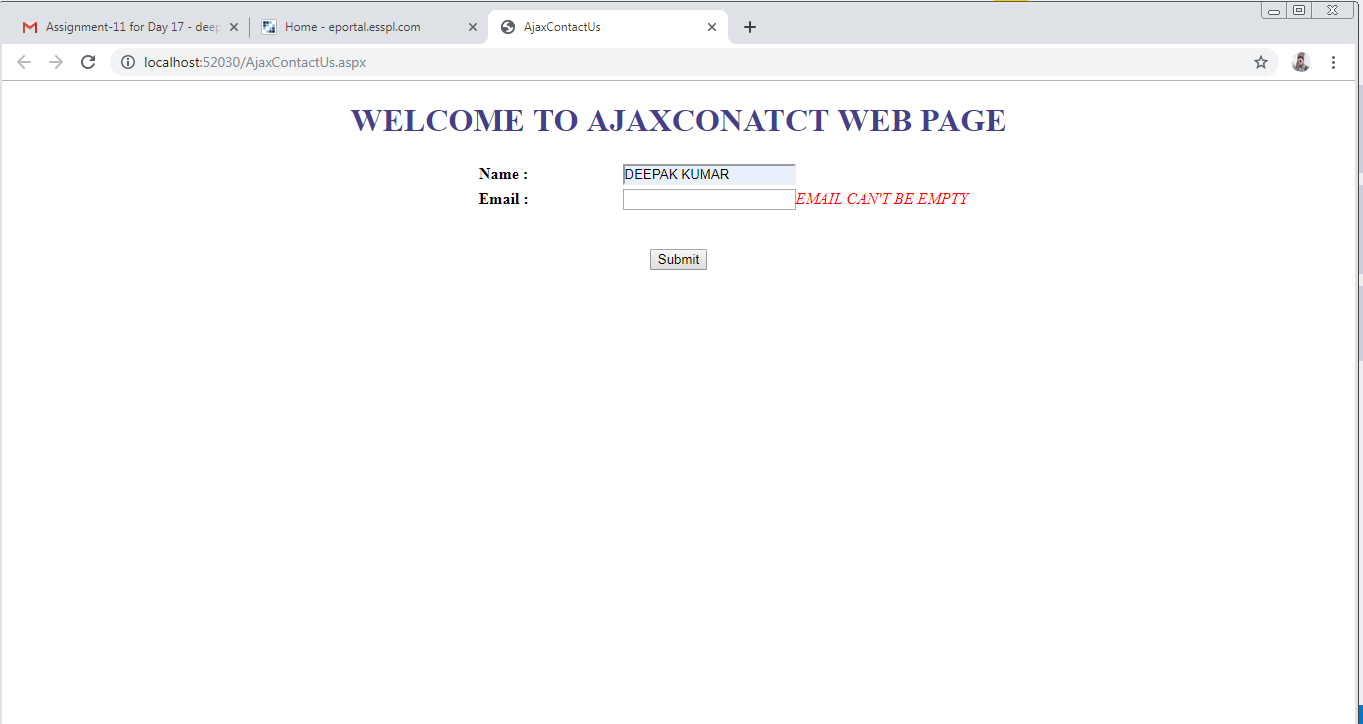 Assignment-11 for Day 17 - deep
Home - eportal.esspl.com
AjaxContactUs
localhost:52030/AjaxContactUs.aspx
WELCOME TO AJAXCONATCT WEB PAGE
Name : DEEPAK KUMAR
Email : EMAIL CAN'T BE EMPTY
Submit